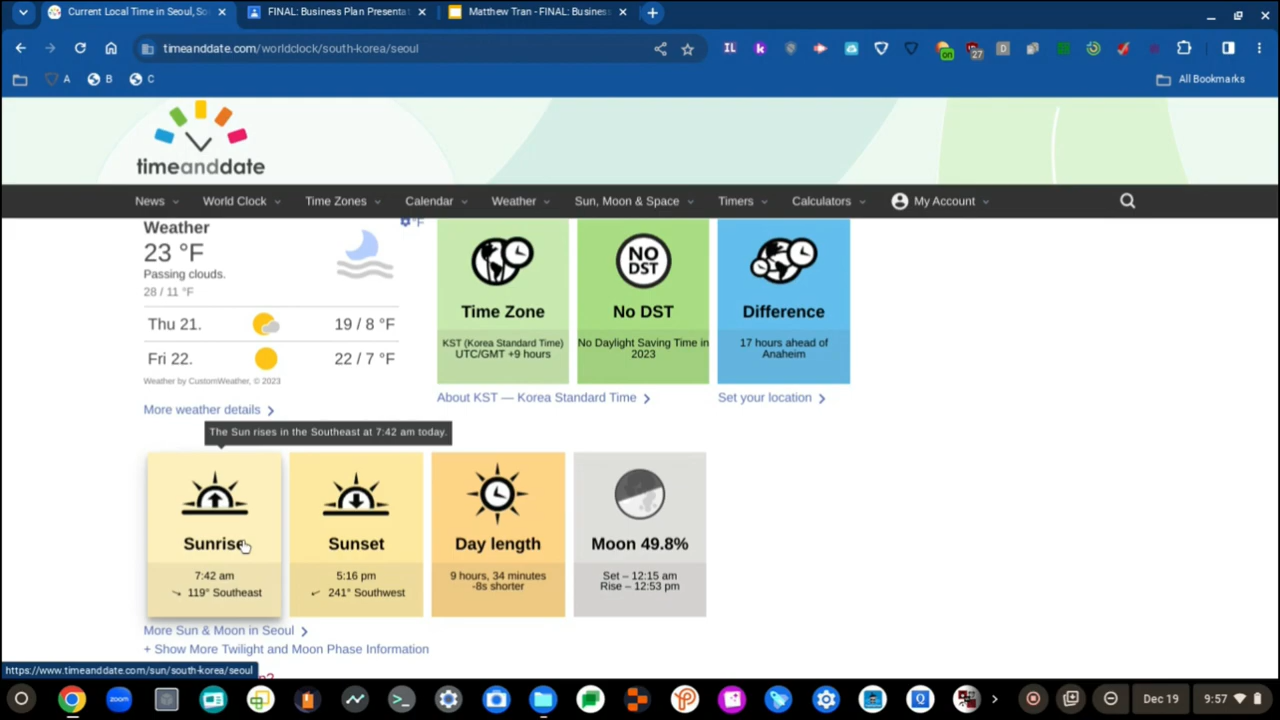 Current Local Time in Seoul, So
FINAL: Business Plan Presentat
Matthew Tran - FINAL: Business
timeanddate.com/worldclock/south-korea/seoul
IL
k
on
27
D
A
B
C
All Bookmarks
timeanddate
News
World Clock
Time Zones
Calendar
Weather
Sun, Moon & Space
Timers
Calculators
My Account
Weather
°F
23 °F
Passing clouds.
28 / 11 °F
Thu 21.
19 / 8 °F
Fri 22.
22 / 7 °F
Weather by CustomWeather, © 2023
More weather details
Time Zone
KST (Korea Standard Time)
UTC/GMT +9 hours
NO
DST
No DST
No Daylight Saving Time in
2023
Difference
17 hours ahead of
Anaheim
About KST — Korea Standard Time
Set your location
The Sun rises in the Southeast at 7:42 am today.
Sunrise
7:42 am
119° Southeast
Sunset
5:16 pm
241° Southwest
Day length
9 hours, 34 minutes
-8s shorter
Moon 49.8%
Set – 12:15 am
Rise – 12:53 pm
More Sun & Moon in Seoul
+ Show More Twilight and Moon Phase Information
https://www.timeanddate.com/sun/south-korea/seoul
zoom
Dec 19
9:57